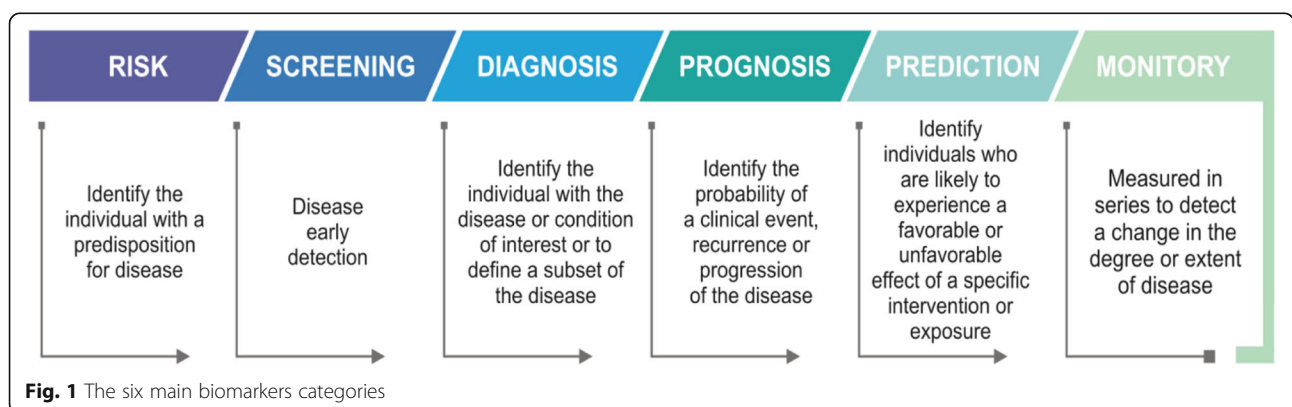 RISK
SCREENING
DIAGNOSIS
PROGNOSIS
PREDICTION
MONITORY
Identify the
individual with a
predisposition
for disease
Disease
early
detection
Identify the
individual with the
disease or condition
of interest or to
define a subset of
the disease
Identify the
probability of
a clinical event,
recurrence or
progression
of the disease
Identify
individuals who
are likely to
experience a
favorable or
unfavorable
effect of a specific
intervention or
exposure
Measured in
series to detect
a change in the
degree or extent
of disease
Fig. 1 The six main biomarkers categories